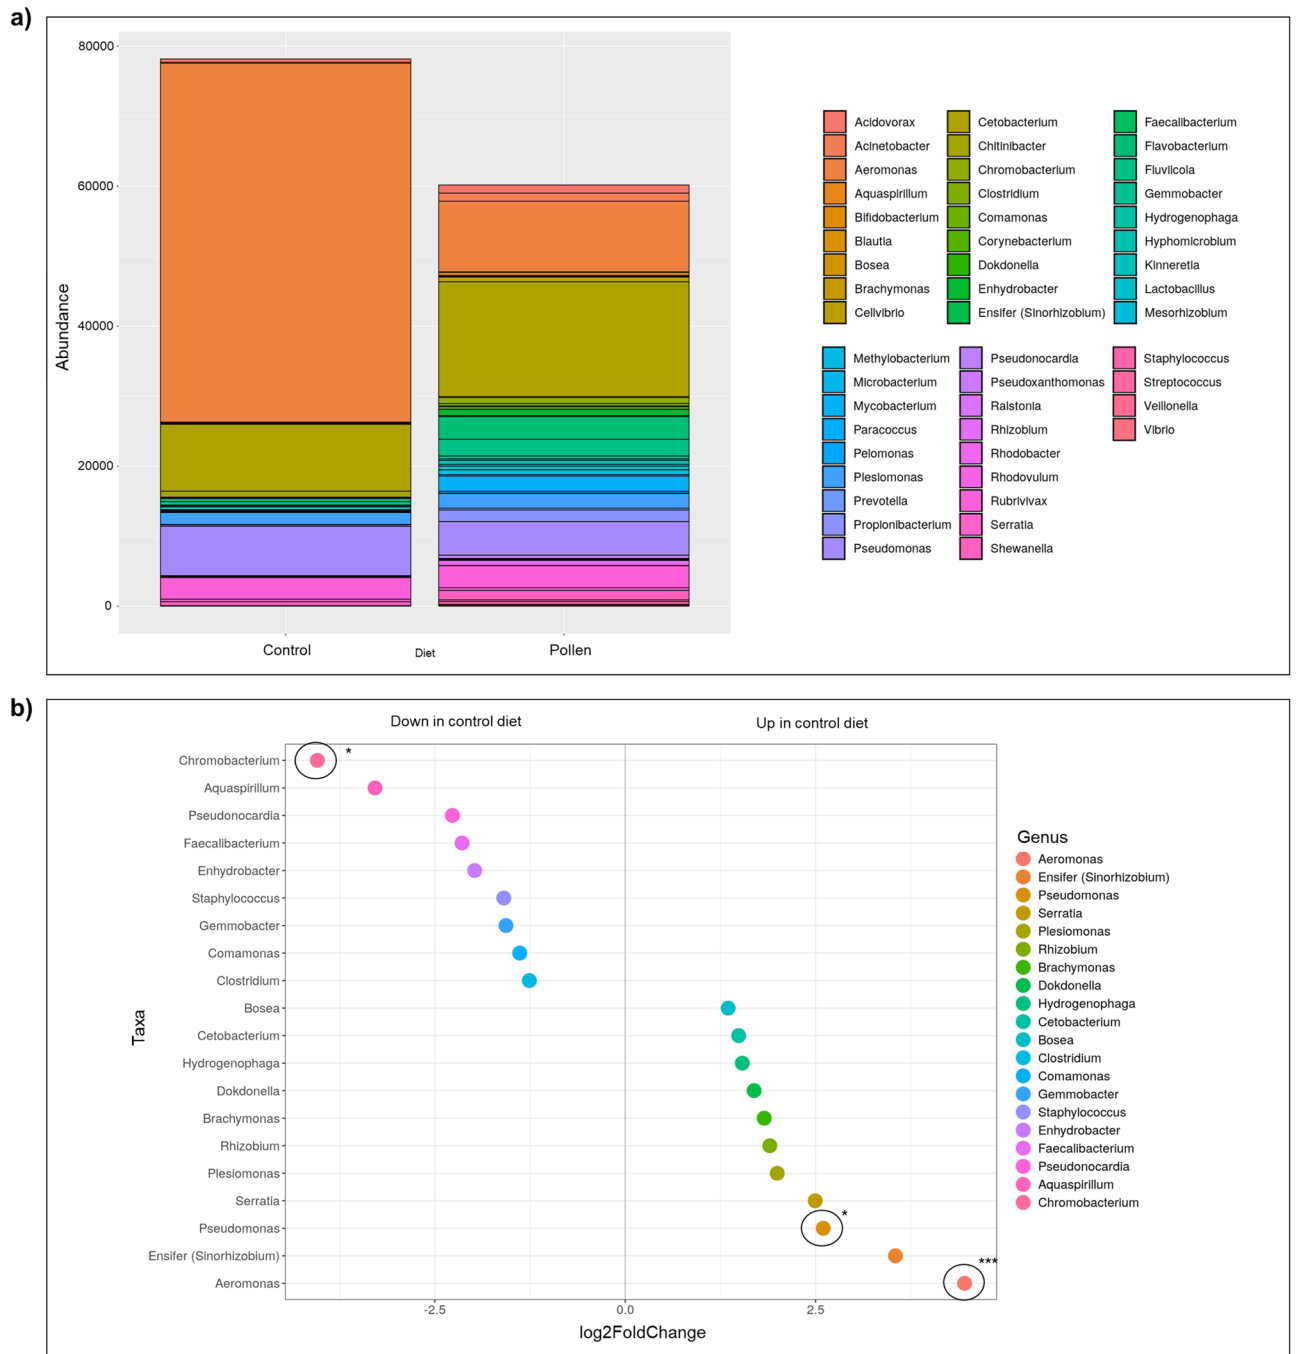 a)
80000
60000
40000
20000
0
Abundance
Control
Diet
Pollen
Acidovorax
Acinetobacter
Aeromonas
Aquaspirillum
Bifidobacterium
Blautia
Bosea
Brachymonas
Cellvibrio
Cetobacterium
Chitinibacter
Chromobacterium
Clostridium
Comamonas
Corynebacterium
Dokdonella
Enhydrobacter
Ensifer (Sinorhizobium)
Faecalibacterium
Flavobacterium
Fluviicola
Gemmobacter
Hydrogenophaga
Hyphomicrobium
Kinneretia
Lactobacillus
Mesorhizobium
Methylobacterium
Microbacterium
Mycobacterium
Paracoccus
Pelomonas
Plesiomonas
Prevotella
Propionibacterium
Pseudomonas
Pseudonocardia
Pseudoxanthomonas
Ralstonia
Rhizobium
Rhodobacter
Rhodovulum
Rubrivivax
Serratia
Shewanella
Staphylococcus
Streptococcus
Veillonella
Vibrio
b)
Down in control diet
Up in control diet
Taxa
Chromobacterium
*
Aquaspirillum
Pseudonocardia
Faecalibacterium
Enhydrobacter
Staphylococcus
Gemmobacter
Comamonas
Clostridium
Bosea
Cetobacterium
Hydrogenophaga
Dokdonella
Brachymonas
Rhizobium
Plesiomonas
Serratia
Pseudomonas
*
Ensifer (Sinorhizobium)
***
Aeromonas
-2.5
0.0
2.5
log2FoldChange
Genus
Aeromonas
Ensifer (Sinorhizobium)
Pseudomonas
Serratia
Plesiomonas
Rhizobium
Brachymonas
Dokdonella
Hydrogenophaga
Cetobacterium
Bosea
Clostridium
Comamonas
Gemmobacter
Staphylococcus
Enhydrobacter
Faecalibacterium
Pseudonocardia
Aquaspirillum
Chromobacterium